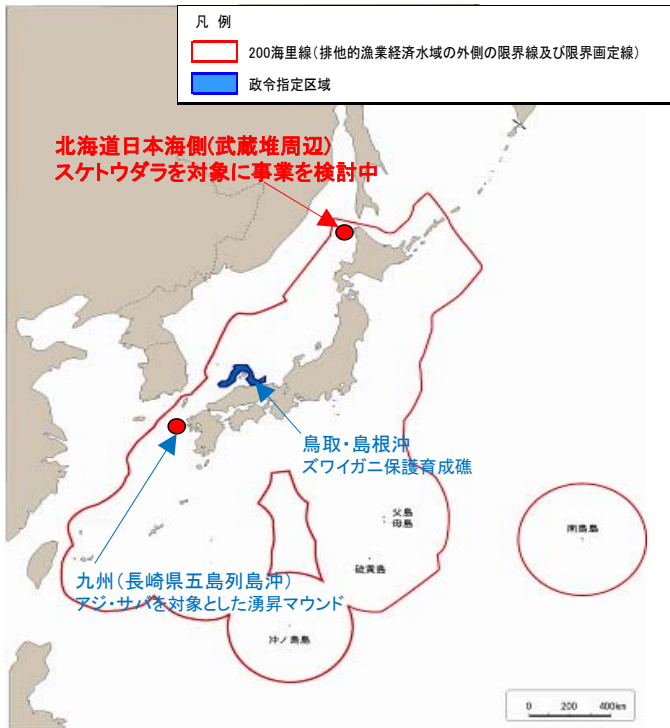 凡 例
200海里線(排他的漁業経済水域の外側の限界線及び限界画定線)
政令指定区域
北海道日本海側(武蔵堆周辺)
スケトウダラを対象に事業を検討中
鳥取・島根沖
ズワイガニ保護育成礁
父島
母島
南鳥島
硫黄島
九州(長崎県五島列島沖)
アジ・サバを対象とした湧昇マウンド
沖ノ鳥島
0 200 400km